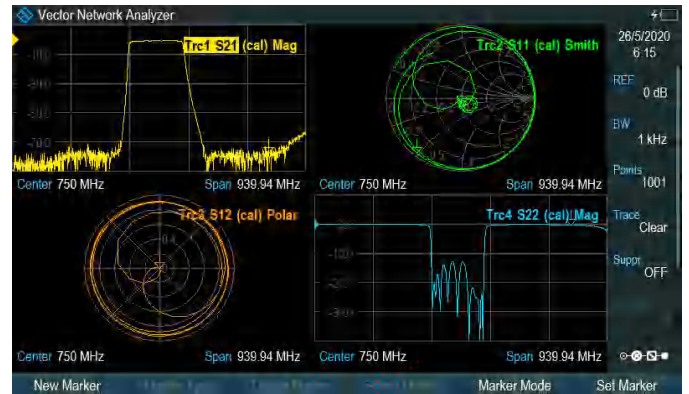 Vector Network Analyzer
26/5/2020
6:15
Trc1 S21 (cal) Mag
Trc2 S11 (cal) Smith
REF
0 dB
BW
1 kHz
Points
1001
Center 750 MHz Span 939.94 MHz
Center 750 MHz Span 939.94 MHz
Trc3 S12 (cal) Polar
Trc4 S22 (cal) Mag
Trace
Clear
Suppr
OFF
Center 750 MHz Span 939.94 MHz
Center 750 MHz Span 939.94 MHz
New Marker
Marker Mode
Set Marker